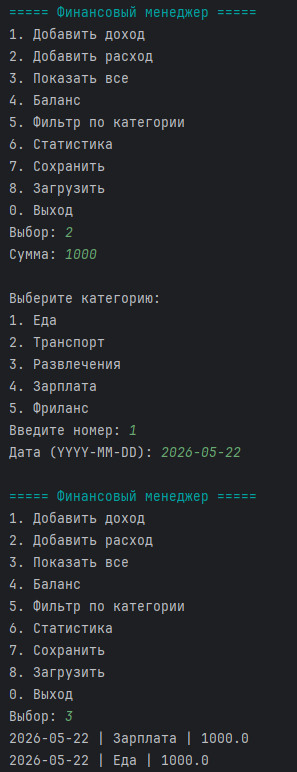 ===== Финансовый менеджер =====
1. Добавить доход
2. Добавить расход
3. Показать все
4. Баланс
5. Фильтр по категории
6. Статистика
7. Сохранить
8. Загрузить
0. Выход
Выбор: 2
Сумма: 1000
Выберите категорию:
1. Еда
2. Транспорт
3. Развлечения
4. Зарплата
5. Фриланс
Введите номер: 1
Дата (YYYY-MM-DD): 2026-05-22
===== Финансовый менеджер =====
1. Добавить доход
2. Добавить расход
3. Показать все
4. Баланс
5. Фильтр по категории
6. Статистика
7. Сохранить
8. Загрузить
0. Выход
Выбор: 3
2026-05-22 | Зарплата | 1000.0
2026-05-22 | Еда | 1000.0